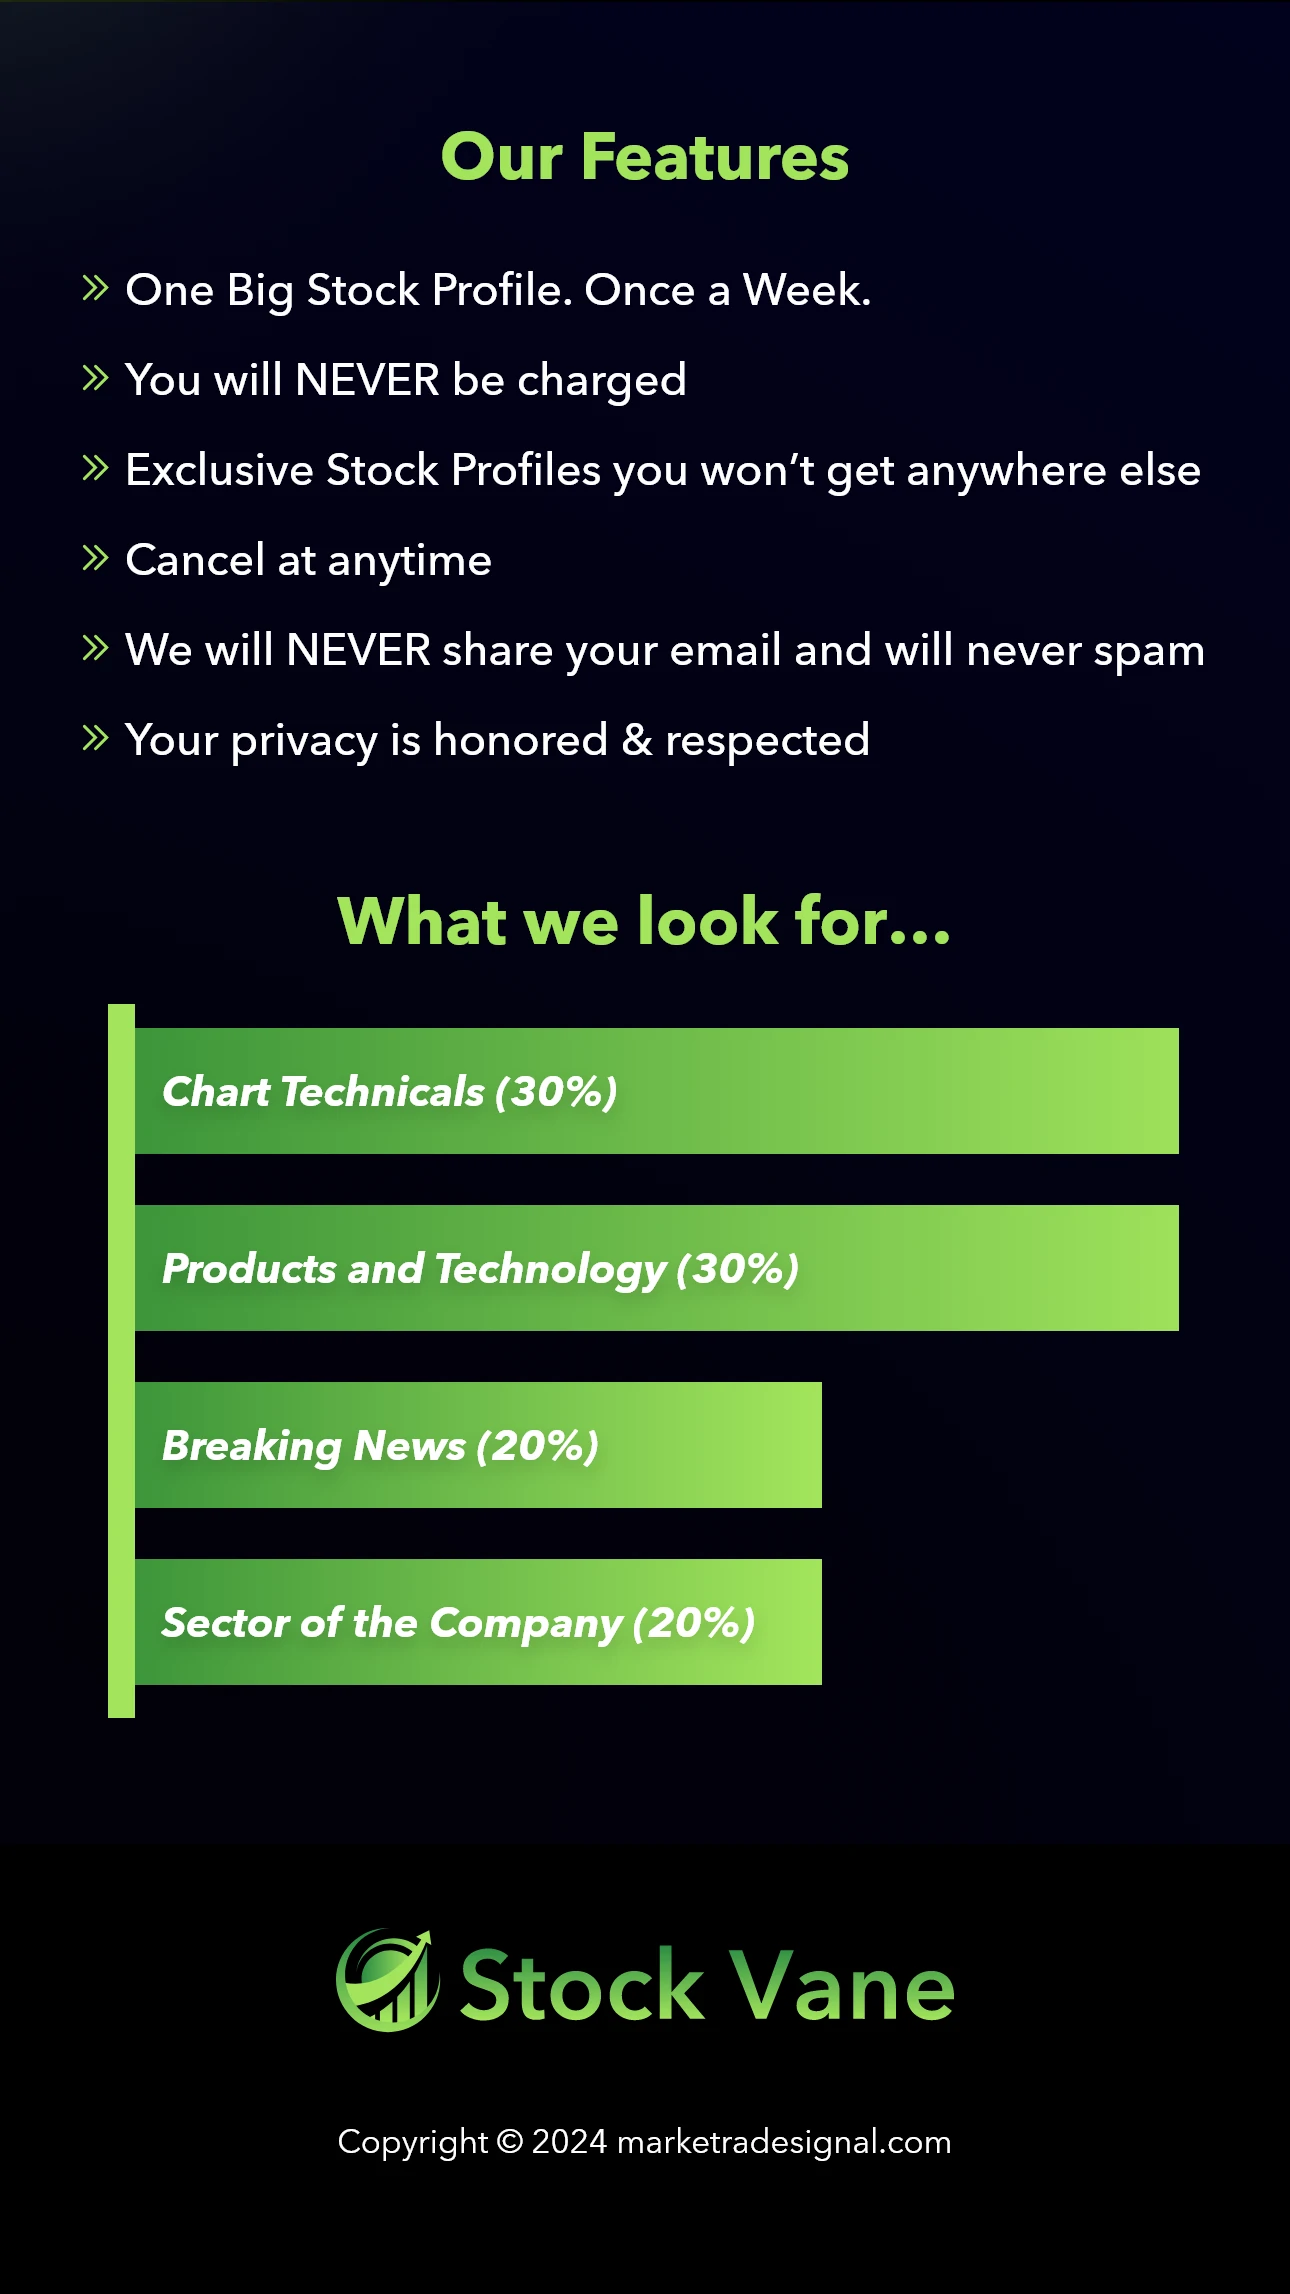 Our Features
One Big Stock Profile. Once a Week.
You will NEVER be charged
Exclusive Stock Profiles you won’t get anywhere else
Cancel at anytime
We will NEVER share your email and will never spam
Your privacy is honored & respected
What we look for...
Chart Technicals (30%)
Products and Technology (30%)
Breaking News (20%)
Sector of the Company (20%)
Stock Vane
Copyright © 2024 marketradesignal.com